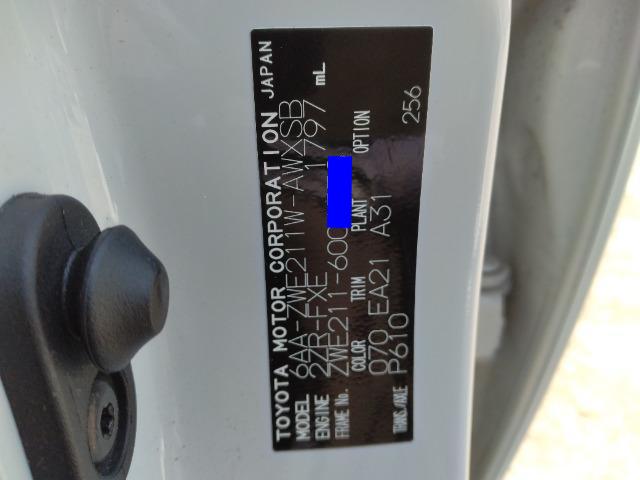 TOYOTA MOTOR CORPORATION JAPAN
MODEL 6AA-ZWE211W-AWXSB
ENGINE 2ZR-FXE 1797 mL
FRAME No. ZWE211-600
COLOR TRIM PLANT OPTION
070 EA21 A31
TRANS./AXLE P610 256